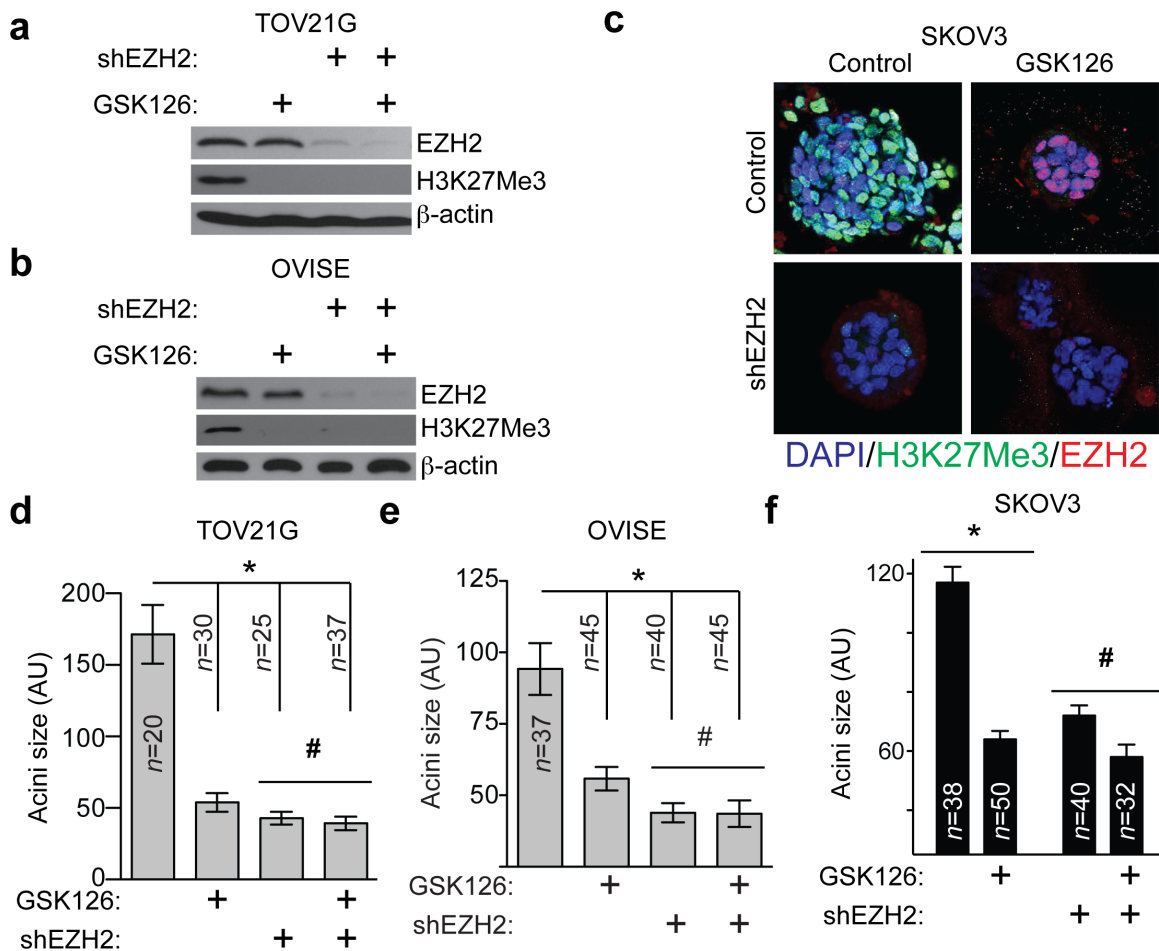 a
TOV21G
shEZH2: + +
GSK126: + +
EZH2
H3K27Me3
β-actin
b
OVISE
shEZH2: + +
GSK126: + +
EZH2
H3K27Me3
β-actin
c
SKOV3
Control GSK126
Control
shEZH2
DAPI/H3K27Me3/EZH2
d
TOV21G
*
Acini size (AU)
200
150
100
50
0
n=20
n=30
n=25
n=37
#
GSK126: + +
shEZH2: + +
e
OVISE
*
Acini size (AU)
125
100
75
50
n=37
n=45
n=40
n=45
#
GSK126: + +
shEZH2: + +
f
SKOV3
*
Acini size (AU)
120
60
#
n=38
n=50
n=40
n=32
GSK126: + +
shEZH2: + +